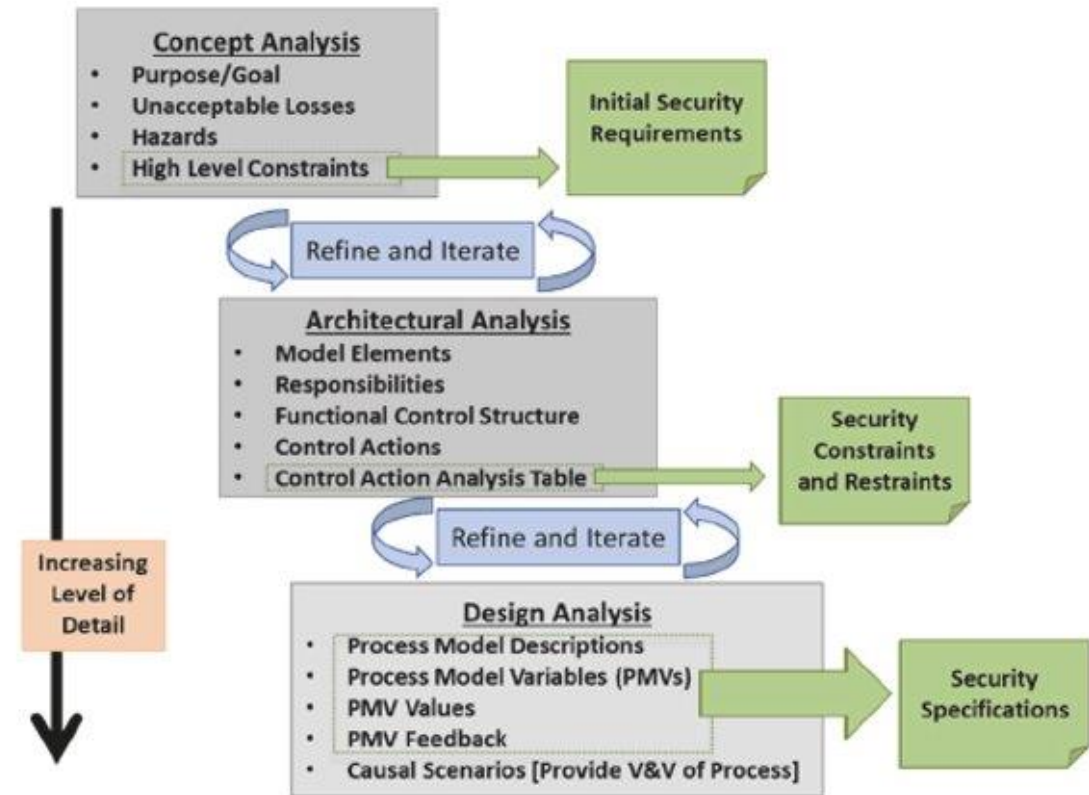 Concept Analysis
• Purpose/Goal
• Unacceptable Losses
• Hazards
• High Level Constraints
Initial Security
Requirements
Refine and Iterate
Architectural Analysis
• Model Elements
• Responsibilities
• Functional Control Structure
• Control Actions
• Control Action Analysis Table
Security
Constraints
and Restraints
Refine and Iterate
Increasing
Level of
Detail
Design Analysis
• Process Model Descriptions
• Process Model Variables (PMVs)
• PMV Values
• PMV Feedback
• Causal Scenarios [Provide V&V of Process]
Security
Specifications